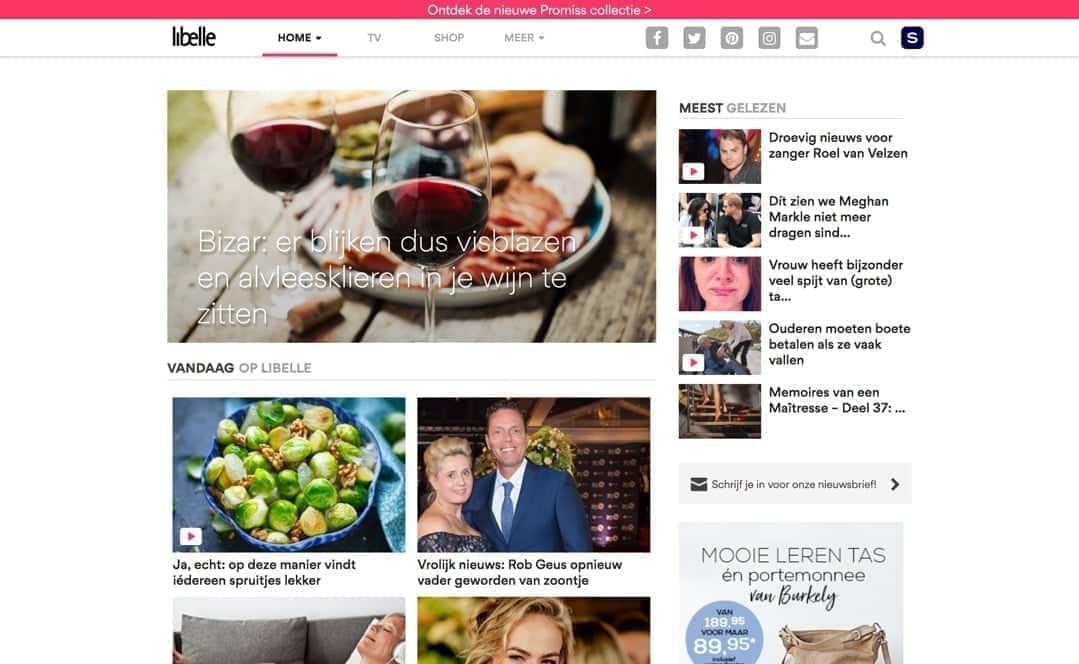 Ontdek de nieuwe Promiss collectie >
libelle
HOME
TV
SHOP
MEER
S
Bizar: er blijken dus visblazen
en alvleesklieren in je wijn te
zitten
VANDAAG OP LIBELLE
Ja, echt: op deze manier vindt
iédereen spruitjes lekker
Vrolijk nieuws: Rob Geus opnieuw
vader geworden van zoontje
MEEST GELEZEN
Droevig nieuws voor
zanger Roel van Velzen
Dít zien we Meghan
Markle niet meer
dragen sind...
Vrouw heeft bijzonder
veel spijt van (grote)
ta...
Ouderen moeten boete
betalen als ze vaak
vallen
Memoires van een
Maîtresse – Deel 37: ...
Schrijf je in voor onze nieuwsbrief!
MOOIE LEREN TAS
én portemonnee
van Burkely
VAN
189,95
VOOR MAAR
89,95*
inclusief